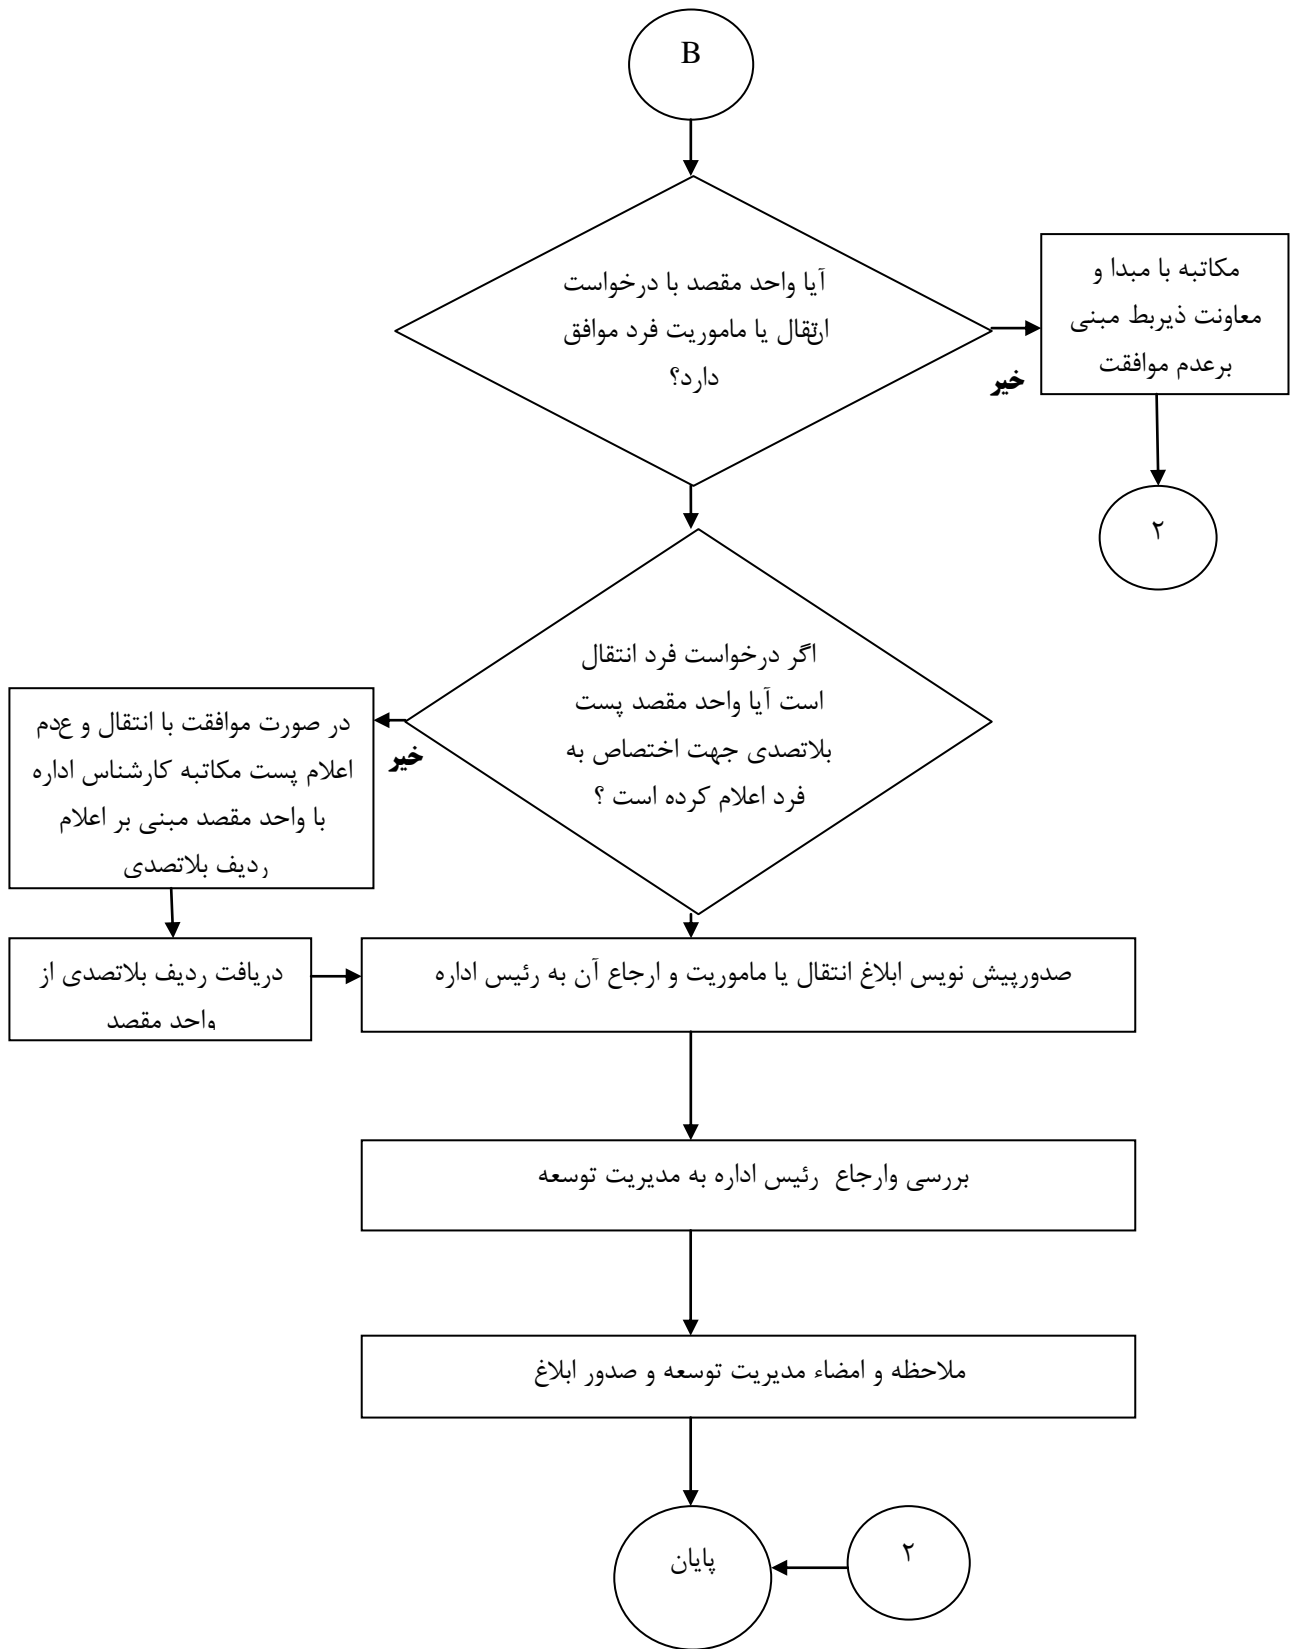 B
آیا واحد مقصد با درخواست
انتقال یا ماموریت فرد موافق
دارد؟
خیر
مکاتبه با مبدا و
معاونت ذیربط مبنی
برعدم موافقت
۲
اگر درخواست فرد انتقال
است آیا واحد مقصد پست
بلاتصدی جهت اختصاص به
فرد اعلام کرده است ؟
خیر
در صورت موافقت با انتقال و عدم
اعلام پست مکاتبه کارشناس اداره
با واحد مقصد مبنی بر اعلام
ردیف بلاتصدی
دریافت ردیف بلاتصدی از
واحد مقصد
صدورپیش نویس ابلاغ انتقال یا ماموریت و ارجاع آن به رئیس اداره
بررسی وارجاع رئیس اداره به مدیریت توسعه
ملاحظه و امضاء مدیریت توسعه و صدور ابلاغ
پایان
۲